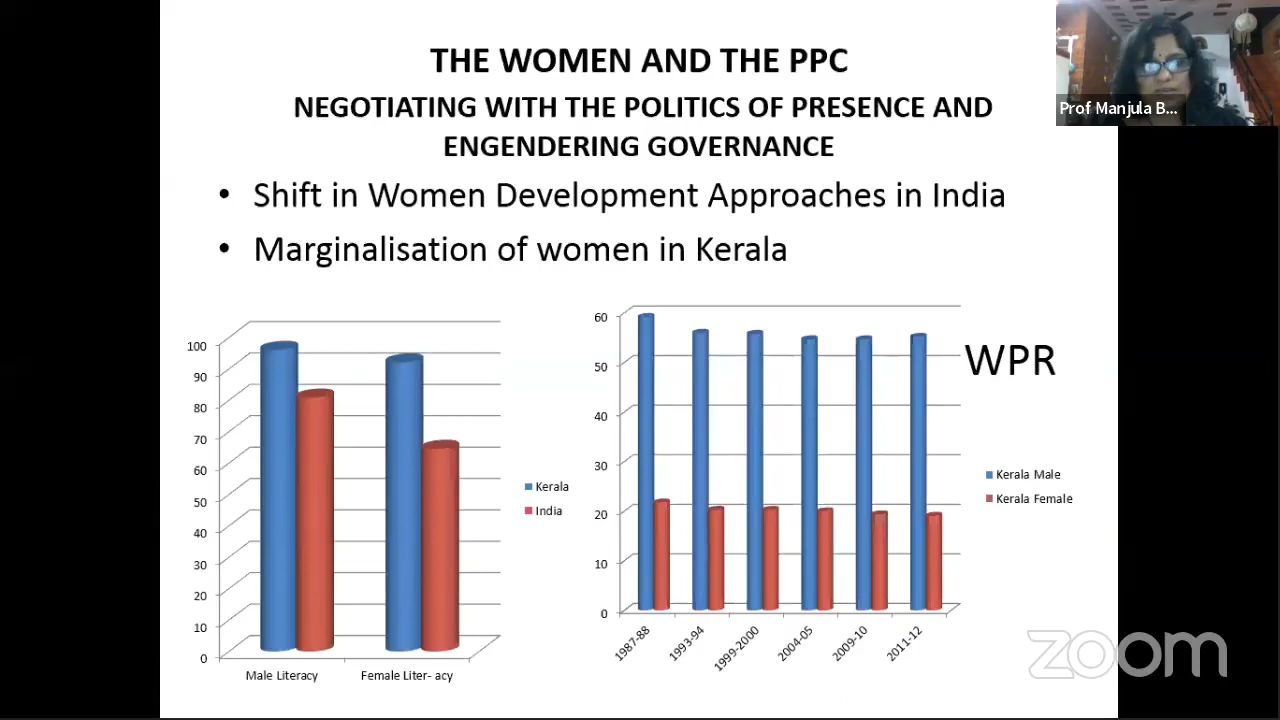 THE WOMEN AND THE PPC
NEGOTIATING WITH THE POLITICS OF PRESENCE AND
ENGENDERING GOVERNANCE
• Shift in Women Development Approaches in India
• Marginalisation of women in Kerala
Prof Manjula B...
100
90
80
70
60
50
40
30
20
10
0
Male Literacy
Female Liter- acy
Kerala
India
60
50
40
30
20
10
0
1987-88
1993-94
1999-2000
2004-05
2009-10
2011-12
WPR
Kerala Male
Kerala Female
zoom